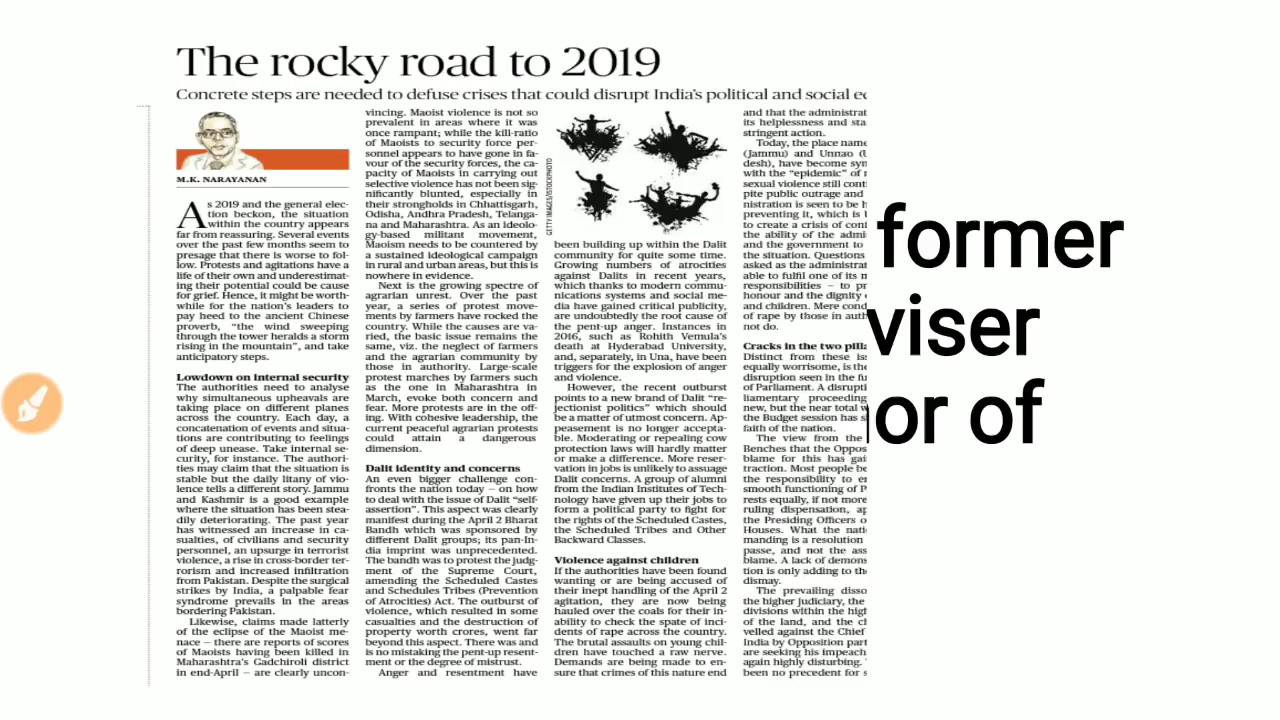 The rocky road to 2019
Concrete steps are needed to defuse crises that could disrupt India's political and social
M.K. NARAYANAN
As 2019 and the general elec-
tion beckon, the situation
within the country appears
far from reassuring. Several events
over the past few months seem to
presage that there is worse to fol-
low. Protests and agitations have a
life of their own and underestimat-
ing their potential could be cause
for grief. Hence, it might be worth-
while for the nation's leaders to
pay heed to the ancient Chinese
proverb, "the wind sweeping
through the tower heralds a storm
rising in the mountain", and take
anticipatory steps.
Lowdown on internal security
The authorities need to analyse
why simultaneous upheavals are
taking place on different planes
across the country. Each day, a
concatenation of events and situa-
tions are contributing to feelings
of deep unease. Take internal se-
curity, for instance. The authori-
ties may claim that the situation is
stable but the daily litany of vio-
lence tells a different story. Jammu
and Kashmir is a good example
where the situation has been stea-
dily deteriorating. The past year
has witnessed an increase in ca-
sualties, of civilians and security
personnel, an upsurge in terrorist
violence, a rise in cross-border ter-
rorism and increased infiltration
from Pakistan. Despite the surgical
strikes by India, a palpable fear
syndrome prevails in the areas
bordering Pakistan.
Likewise, claims made latterly
of the eclipse of the Maoist me-
nace – there are reports of scores
of Maoists having been killed in
Maharashtra's Gadchiroli district
in end-April – are clearly uncon-
vincing. Maoist violence is not so
prevalent in areas where it was
once rampant; while the kill-ratio
of Maoists to security force per-
sonnel appears to have gone in fa-
vour of the security forces, the ca-
pacity of Maoists in carrying out
selective violence has not been sig-
nificantly blunted, especially in
their strongholds in Chhattisgarh,
Odisha, Andhra Pradesh, Telanga-
na and Maharashtra. As an ideolo-
gy-based militant movement,
Maoism needs to be countered by
a sustained ideological campaign
in rural and urban areas, but this is
nowhere in evidence.
Next is the growing spectre of
agrarian unrest. Over the past
year, a series of protest move-
ments by farmers have rocked the
country. While the causes are va-
ried, the basic issue remains the
same, viz. the neglect of farmers
and the agrarian community by
those in authority. Large-scale
protest marches by farmers such
as the one in Maharashtra in
March, evoke both concern and
fear. More protests are in the off-
ing. With cohesive leadership, the
current peaceful agrarian protests
could attain a dangerous
dimension.
Dalit identity and concerns
An even bigger challenge con-
fronts the nation today – on how
to deal with the issue of Dalit "self-
assertion". This aspect was clearly
manifest during the April 2 Bharat
Bandh which was sponsored by
different Dalit groups; its pan-In-
dia imprint was unprecedented.
The bandh was to protest the judg-
ment of the Supreme Court,
amending the Scheduled Castes
and Schedules Tribes (Prevention
of Atrocities) Act. The outburst of
violence, which resulted in some
casualties and the destruction of
property worth crores, went far
beyond this aspect. There was and
is no mistaking the pent-up resent-
ment or the degree of mistrust.
Anger and resentment have
GETTY IMAGES/ISTOCKPHOTO
been building up within the Dalit
community for quite some time.
Growing numbers of atrocities
against Dalits in recent years,
which thanks to modern commu-
nications systems and social me-
dia have gained critical publicity,
are undoubtedly the root cause of
the pent-up anger. Instances in
2016, such as Rohith Vemula's
death at Hyderabad University,
and, separately, in Una, have been
triggers for the explosion of anger
and violence.
However, the recent outburst
points to a new brand of Dalit "re-
jectionist politics" which should
be a matter of utmost concern. Ap-
peasement is no longer accepta-
ble. Moderating or repealing cow
protection laws will hardly matter
or make a difference. More reser-
vation in jobs is unlikely to assuage
Dalit concerns. A group of alumni
from the Indian Institutes of Tech-
nology have given up their jobs to
form a political party to fight for
the rights of the Scheduled Castes,
the Scheduled Tribes and Other
Backward Classes.
Violence against children
If the authorities have been found
wanting or are being accused of
their inept handling of the April 2
agitation, they are now being
hauled over the coals for their in-
ability to check the spate of inci-
dents of rape across the country.
The brutal assaults on young chil-
dren have touched a raw nerve.
Demands are being made to en-
sure that crimes of this nature end
and that the administrat
its helplessness and sta
stringent action.
Today, the place name
(Jammu) and Unnao (U
desh), have become syn
with the "epidemic" of
sexual violence still cont
pite public outrage and
nistration is seen to be h
preventing it, which is
to create a crisis of conf
the ability of the admi
and the government to
the situation. Questions
asked as the administrat
able to fulfil one of its
responsibilities – to pr
honour and the dignity
and children. Mere cond
of rape by those in auth
not do.
Cracks in the two pilla
Distinct from these is
equally worrisome, is the
disruption seen in the fu
of Parliament. A disrupti
liamentary proceeding
new, but the near total w
the Budget session has s
faith of the nation.
The view from the
Benches that the Oppos
blame for this has gai
traction. Most people be
the responsibility to en
smooth functioning of P
rests equally, if not more
ruling dispensation, ap
the Presiding Officers o
Houses. What the nati
manding is a resolution
passe, and not the ass
blame. A lack of demons
tion is only adding to the
dismay.
The prevailing disso
the higher judiciary, the
divisions within the high
of the land, and the ch
velled against the Chief
India by Opposition part
are seeking his impeach
again highly disturbing.
been no precedent for s
former
viser
or of